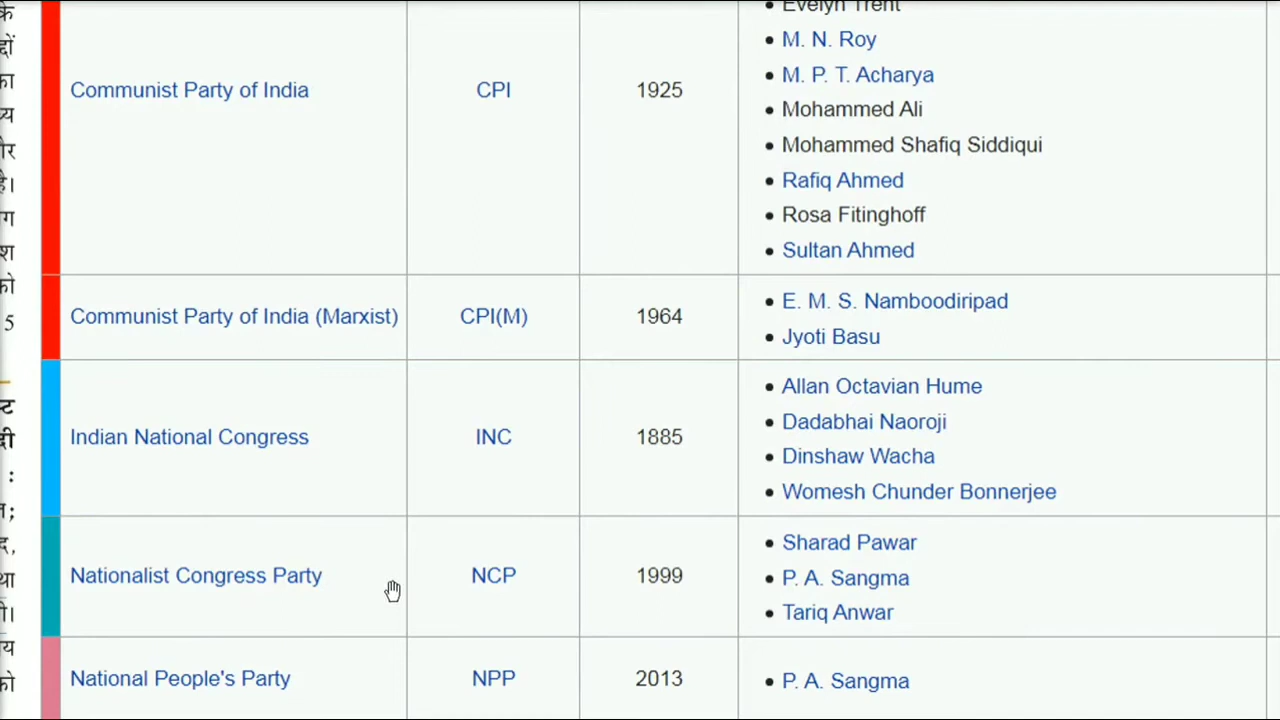 Evelyn Trent
M. N. Roy
M. P. T. Acharya
Communist Party of India CPI 1925
Mohammed Ali
Mohammed Shafiq Siddiqui
Rafiq Ahmed
Rosa Fitinghoff
Sultan Ahmed
Communist Party of India (Marxist) CPI(M) 1964
E. M. S. Namboodiripad
Jyoti Basu
Indian National Congress INC 1885
Allan Octavian Hume
Dadabhai Naoroji
Dinshaw Wacha
Womesh Chunder Bonnerjee
Nationalist Congress Party NCP 1999
Sharad Pawar
P. A. Sangma
Tariq Anwar
National People's Party NPP 2013
P. A. Sangma
5